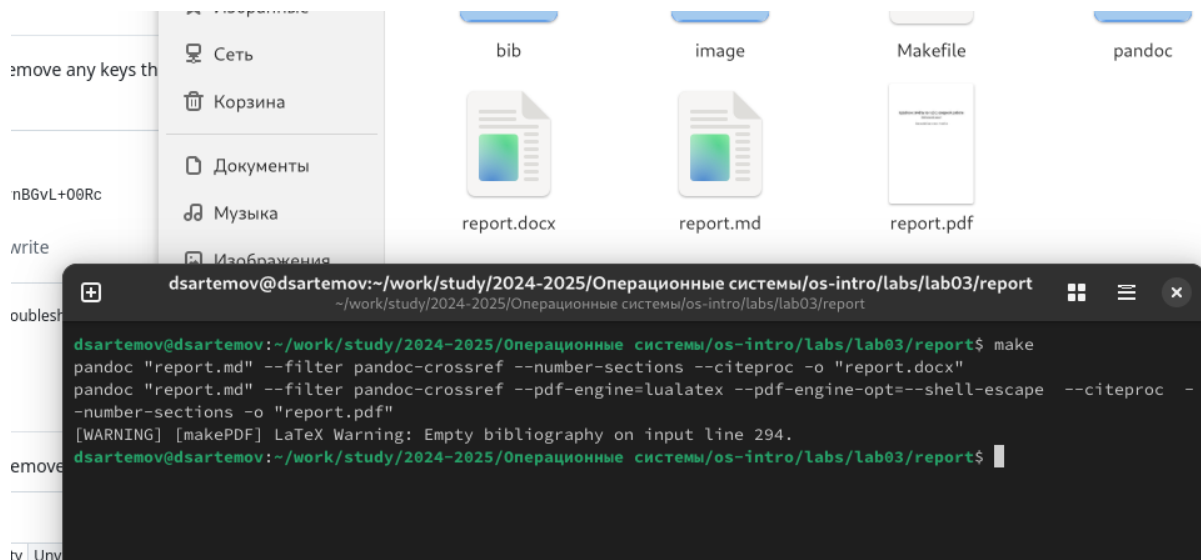 Избранные
Сеть
Корзина
Документы
Музыка
Изображения
bib
image
Makefile
pandoc
report.docx
report.md
report.pdf
emove any keys th
nBGvL+O0Rc
write
oublesh
emove
ty Unv
dsartemov@dsartemov:~/work/study/2024-2025/Операционные системы/os-intro/labs/lab03/report
~/work/study/2024-2025/Операционные системы/os-intro/labs/lab03/report
dsartemov@dsartemov:~/work/study/2024-2025/Операционные системы/os-intro/labs/lab03/report$ make
pandoc "report.md" --filter pandoc-crossref --number-sections --citeproc -o "report.docx"
pandoc "report.md" --filter pandoc-crossref --pdf-engine=lualatex --pdf-engine-opt=--shell-escape  --citeproc -
-number-sections -o "report.pdf"
[WARNING] [makePDF] LaTeX Warning: Empty bibliography on input line 294.
dsartemov@dsartemov:~/work/study/2024-2025/Операционные системы/os-intro/labs/lab03/report$